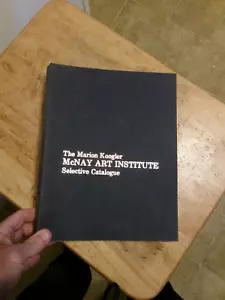 The Marion Koogler
McNAY ART INSTITUTE
Selective Catalogue